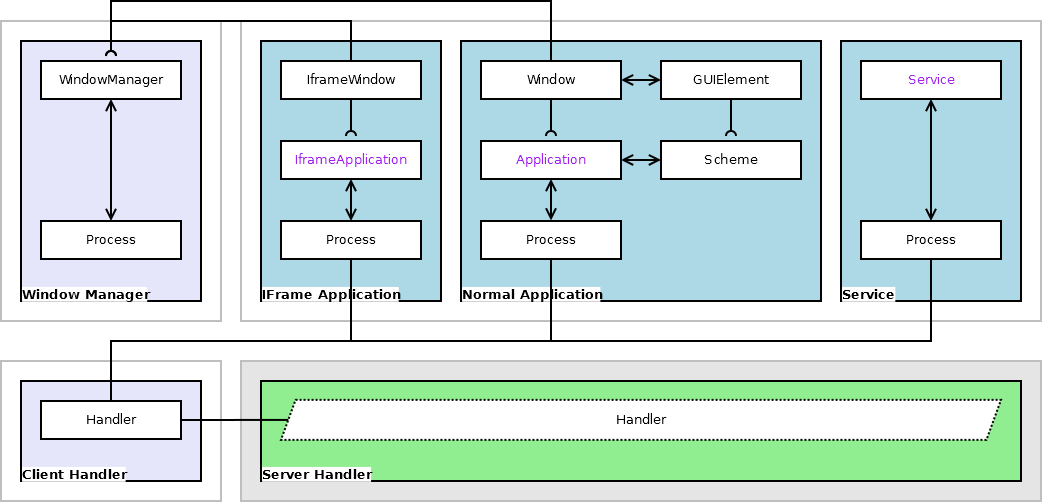 WindowManager
IframeWindow
Window
GUIElement
Service
IframeApplication
Application
Scheme
Process
Process
Process
Process
Window Manager
IFrame Application
Normal Application
Service
Handler
Handler
Client Handler
Server Handler